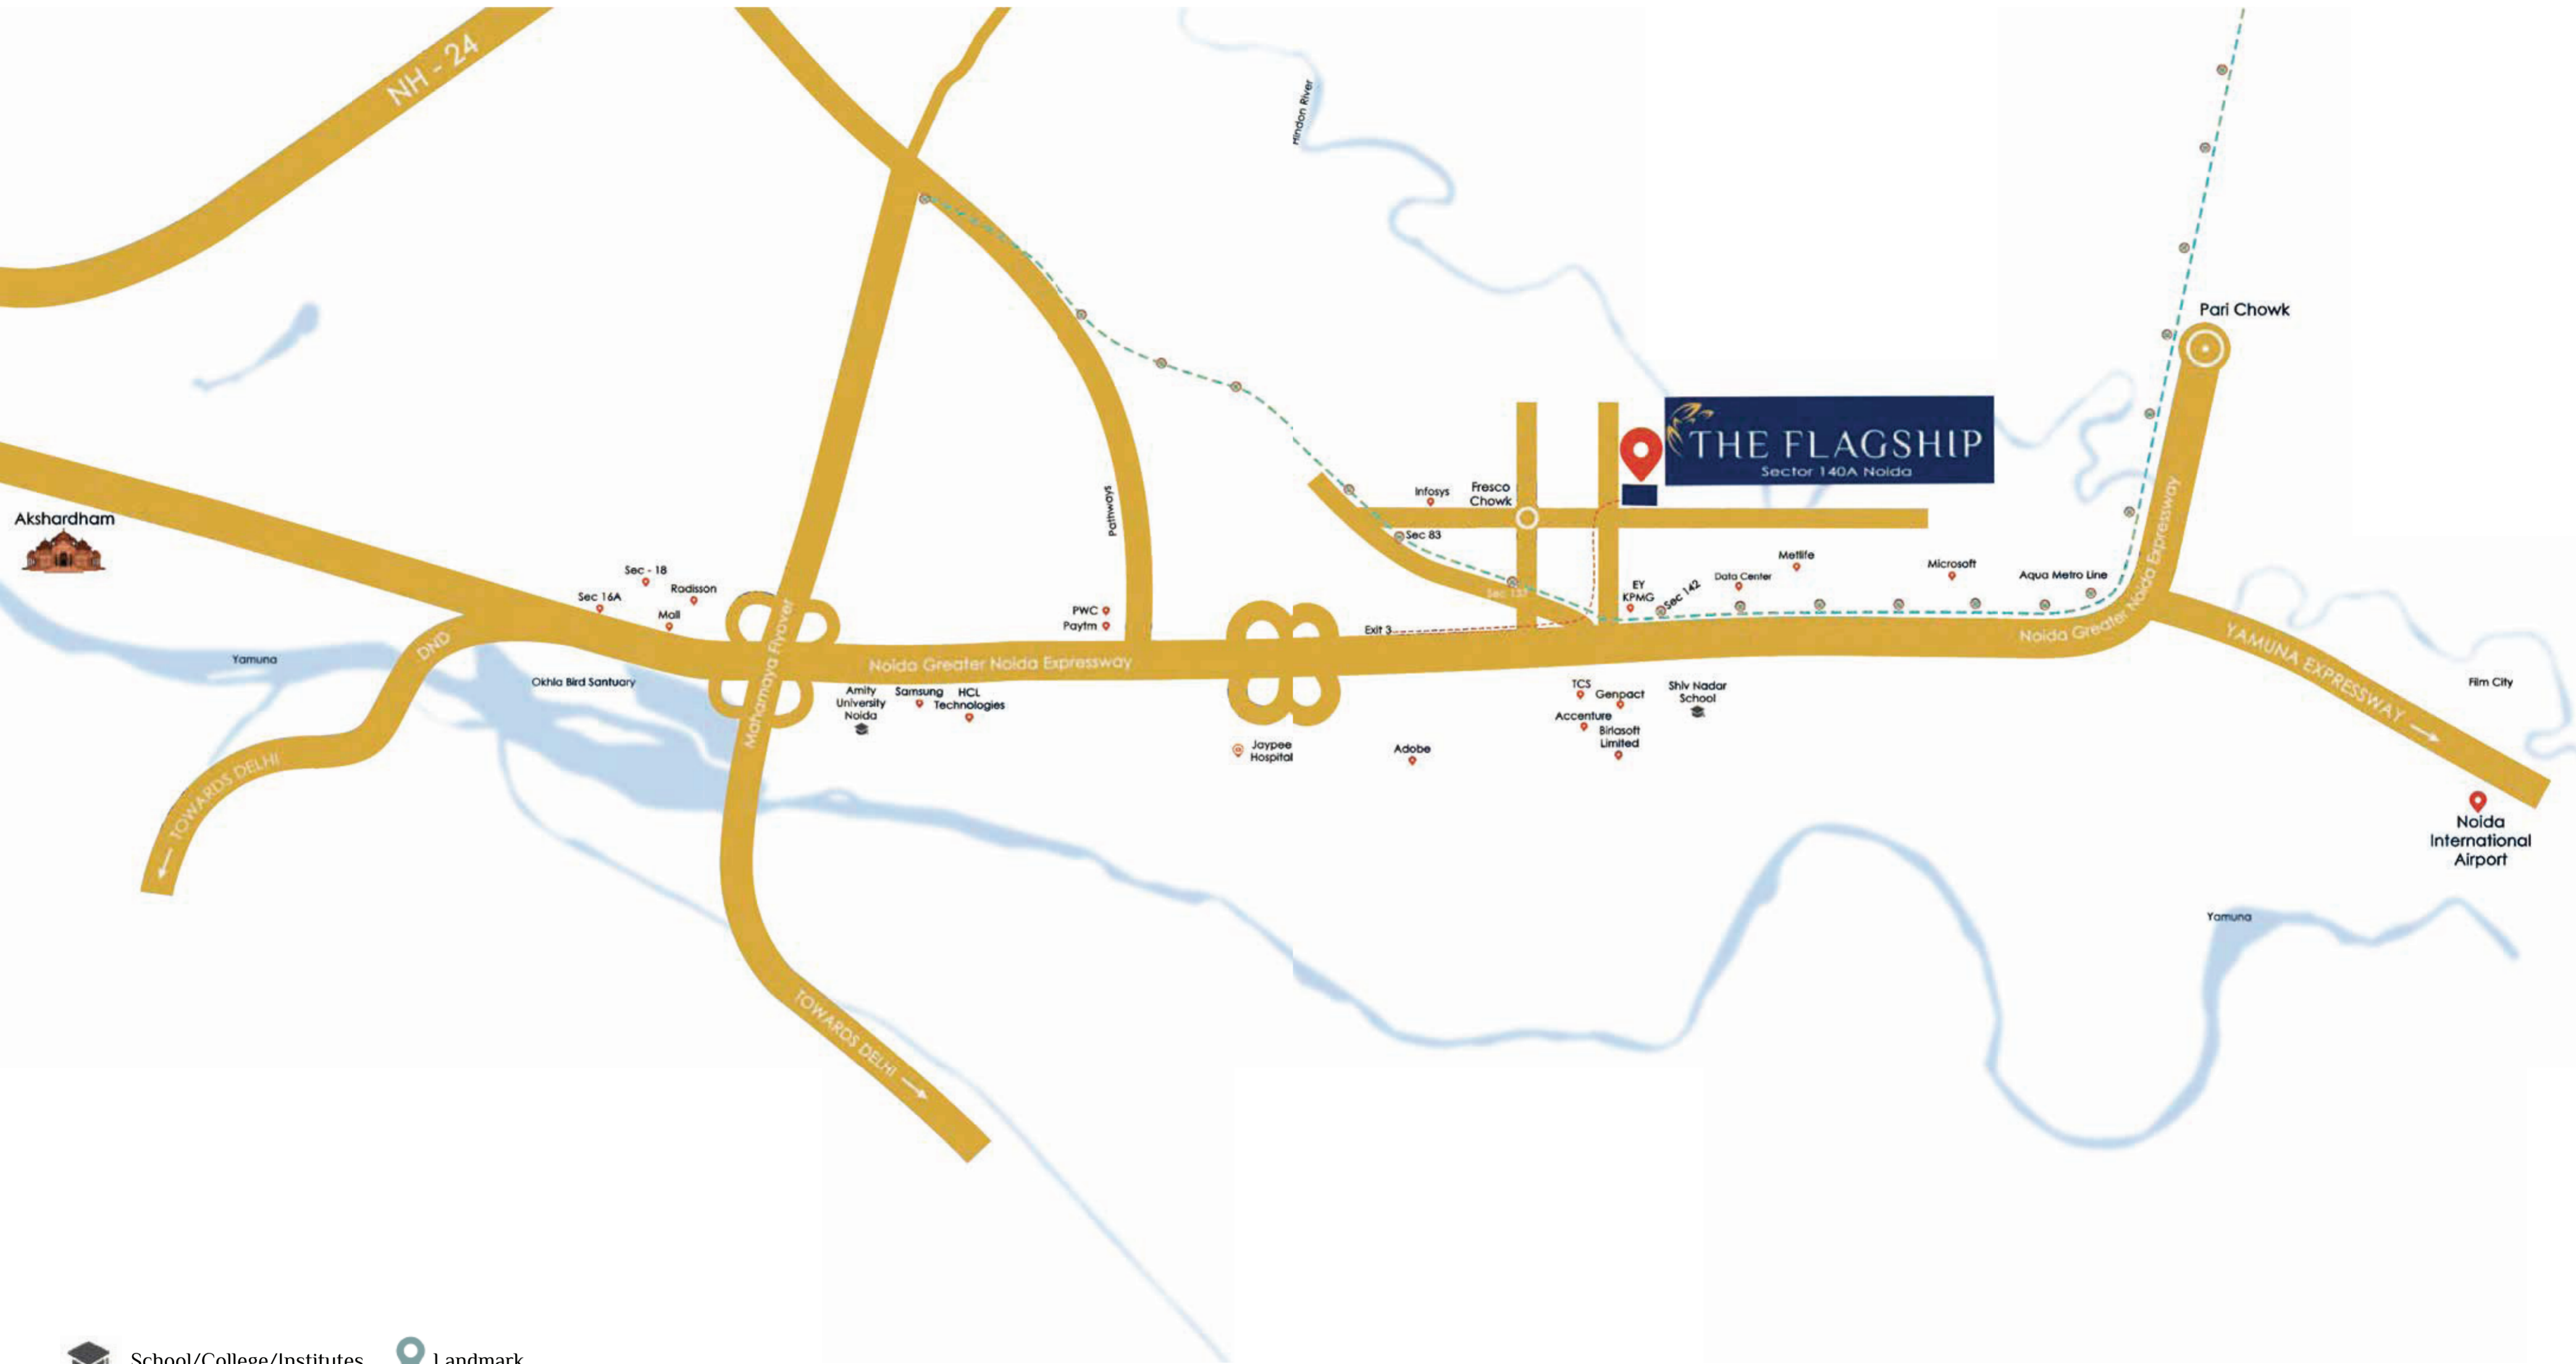 NH - 24
Hindon River
Pari Chowk
THE FLAGSHIP
Sector 140A Noida
Akshardham
Pathways
Infosys
Fresco
Chowk
Sec 83
Sec 137
Exit 3
EY
KPMG
Sec 142
Data Center
Metlife
Microsoft
Aqua Metro Line
Noida Greater Noida Expressway
YAMUNA EXPRESSWAY
Film City
Noida
International
Airport
Sec - 18
Radisson
Sec 16A
Mall
PWC
Paytm
DND
Yamuna
Okhla Bird Santuary
TOWARDS DELHI
Mahamaya Flyover
Noida Greater Noida Expressway
Amity
University
Noida
Samsung
HCL
Technologies
Jaypee
Hospital
Adobe
TCS
Genpact
Accenture
Birlasoft
Limited
Shiv Nadar
School
Yamuna
TOWARDS DELHI
School/College/Institutes
Landmark